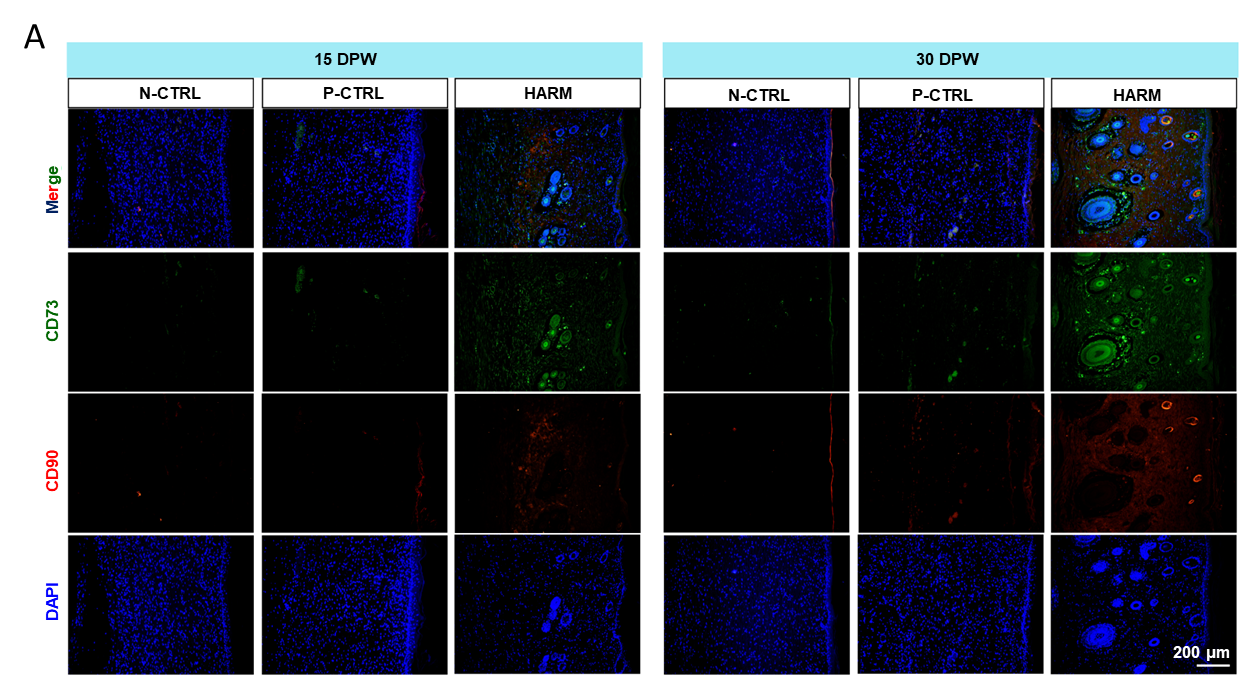 A
15 DPW
30 DPW
N-CTRL
P-CTRL
HARM
N-CTRL
P-CTRL
HARM
Merge
CD73
CD90
DAPI
200 µm